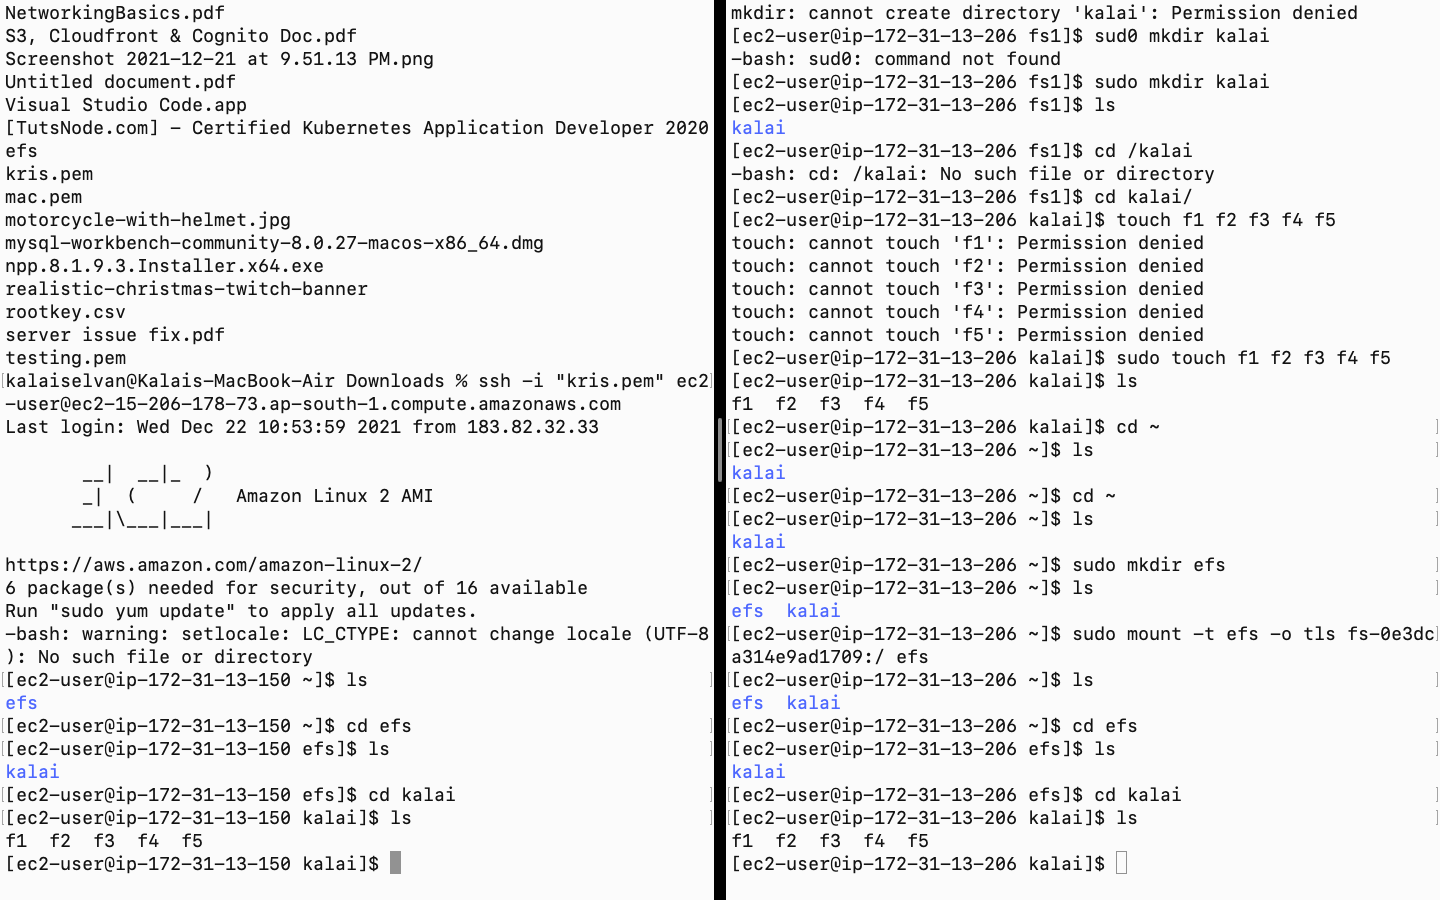 NetworkingBasics.pdf
S3, Cloudfront & Cognito Doc.pdf
Screenshot 2021-12-21 at 9.51.13 PM.png
Untitled document.pdf
Visual Studio Code.app
[TutsNode.com] - Certified Kubernetes Application Developer 2020
efs
kris.pem
mac.pem
motorcycle-with-helmet.jpg
mysql-workbench-community-8.0.27-macos-x86_64.dmg
npp.8.1.9.3.Installer.x64.exe
realistic-christmas-twitch-banner
rootkey.csv
server issue fix.pdf
testing.pem
kalaiselvan@Kalais-MacBook-Air Downloads % ssh -i "kris.pem" ec2
-user@ec2-15-206-178-73.ap-south-1.compute.amazonaws.com
Last login: Wed Dec 22 10:53:59 2021 from 183.82.32.33
       __|  __|_  )
       _|  (     /   Amazon Linux 2 AMI
      ___|\___|___|
https://aws.amazon.com/amazon-linux-2/
6 package(s) needed for security, out of 16 available
Run "sudo yum update" to apply all updates.
-bash: warning: setlocale: LC_CTYPE: cannot change locale (UTF-8
): No such file or directory
[ec2-user@ip-172-31-13-150 ~]$ ls
efs
[ec2-user@ip-172-31-13-150 ~]$ cd efs
[ec2-user@ip-172-31-13-150 efs]$ ls
kalai
[ec2-user@ip-172-31-13-150 efs]$ cd kalai
[ec2-user@ip-172-31-13-150 kalai]$ ls
f1  f2  f3  f4  f5
[ec2-user@ip-172-31-13-150 kalai]$
mkdir: cannot create directory 'kalai': Permission denied
[ec2-user@ip-172-31-13-206 fs1]$ sud0 mkdir kalai
-bash: sud0: command not found
[ec2-user@ip-172-31-13-206 fs1]$ sudo mkdir kalai
[ec2-user@ip-172-31-13-206 fs1]$ ls
kalai
[ec2-user@ip-172-31-13-206 fs1]$ cd /kalai
-bash: cd: /kalai: No such file or directory
[ec2-user@ip-172-31-13-206 fs1]$ cd kalai/
[ec2-user@ip-172-31-13-206 kalai]$ touch f1 f2 f3 f4 f5
touch: cannot touch 'f1': Permission denied
touch: cannot touch 'f2': Permission denied
touch: cannot touch 'f3': Permission denied
touch: cannot touch 'f4': Permission denied
touch: cannot touch 'f5': Permission denied
[ec2-user@ip-172-31-13-206 kalai]$ sudo touch f1 f2 f3 f4 f5
[ec2-user@ip-172-31-13-206 kalai]$ ls
f1  f2  f3  f4  f5
[ec2-user@ip-172-31-13-206 kalai]$ cd ~
[ec2-user@ip-172-31-13-206 ~]$ ls
kalai
[ec2-user@ip-172-31-13-206 ~]$ cd ~
[ec2-user@ip-172-31-13-206 ~]$ ls
kalai
[ec2-user@ip-172-31-13-206 ~]$ sudo mkdir efs
[ec2-user@ip-172-31-13-206 ~]$ ls
efs  kalai
[ec2-user@ip-172-31-13-206 ~]$ sudo mount -t efs -o tls fs-0e3dc
a314e9ad1709:/ efs
[ec2-user@ip-172-31-13-206 ~]$ ls
efs  kalai
[ec2-user@ip-172-31-13-206 ~]$ cd efs
[ec2-user@ip-172-31-13-206 efs]$ ls
kalai
[ec2-user@ip-172-31-13-206 efs]$ cd kalai
[ec2-user@ip-172-31-13-206 kalai]$ ls
f1  f2  f3  f4  f5
[ec2-user@ip-172-31-13-206 kalai]$